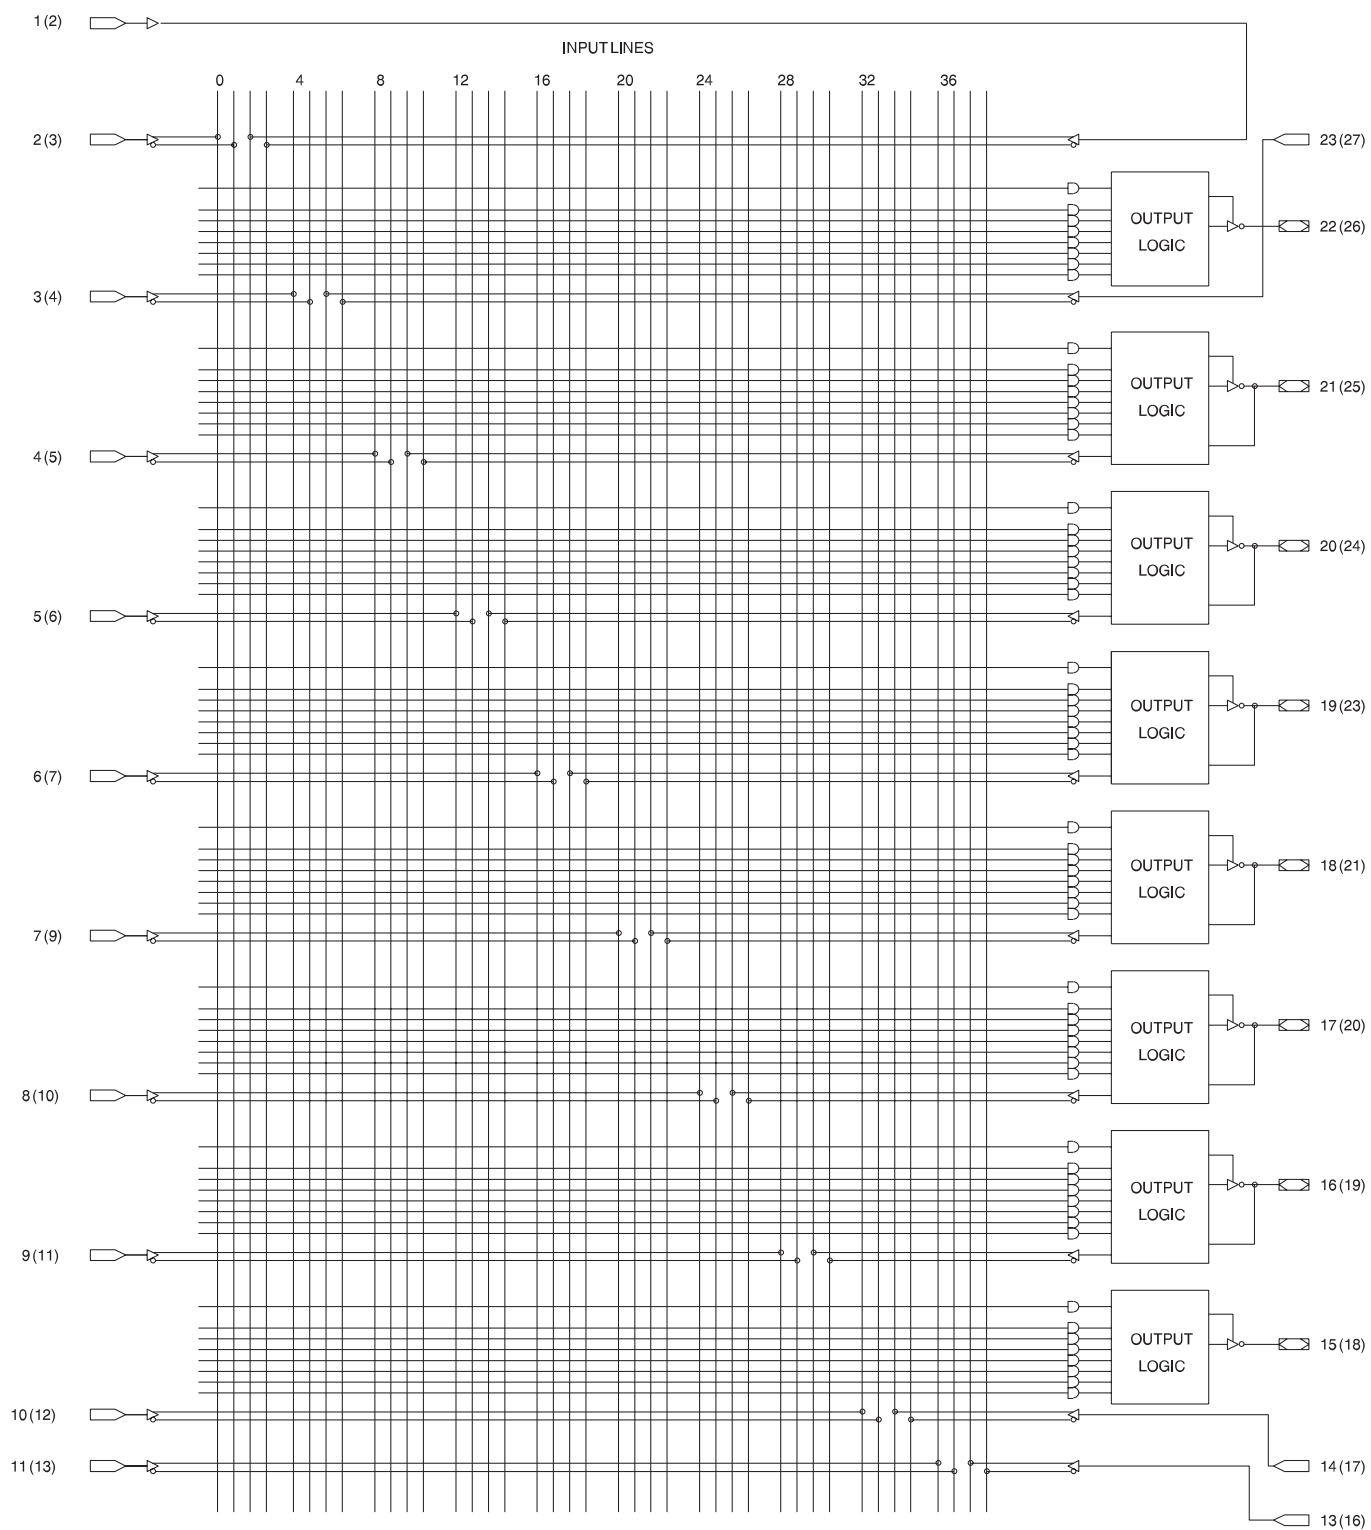 1 (2)
INPUT LINES
0 4 8 12 16 20 24 28 32 36
2 (3)
23 (27)
OUTPUT
LOGIC
22 (26)
3 (4)
OUTPUT
LOGIC
21 (25)
4 (5)
OUTPUT
LOGIC
20 (24)
5 (6)
OUTPUT
LOGIC
19 (23)
6 (7)
OUTPUT
LOGIC
18 (21)
7 (9)
OUTPUT
LOGIC
17 (20)
8 (10)
OUTPUT
LOGIC
16 (19)
9 (11)
OUTPUT
LOGIC
15 (18)
10 (12)
11 (13)
14 (17)
13 (16)